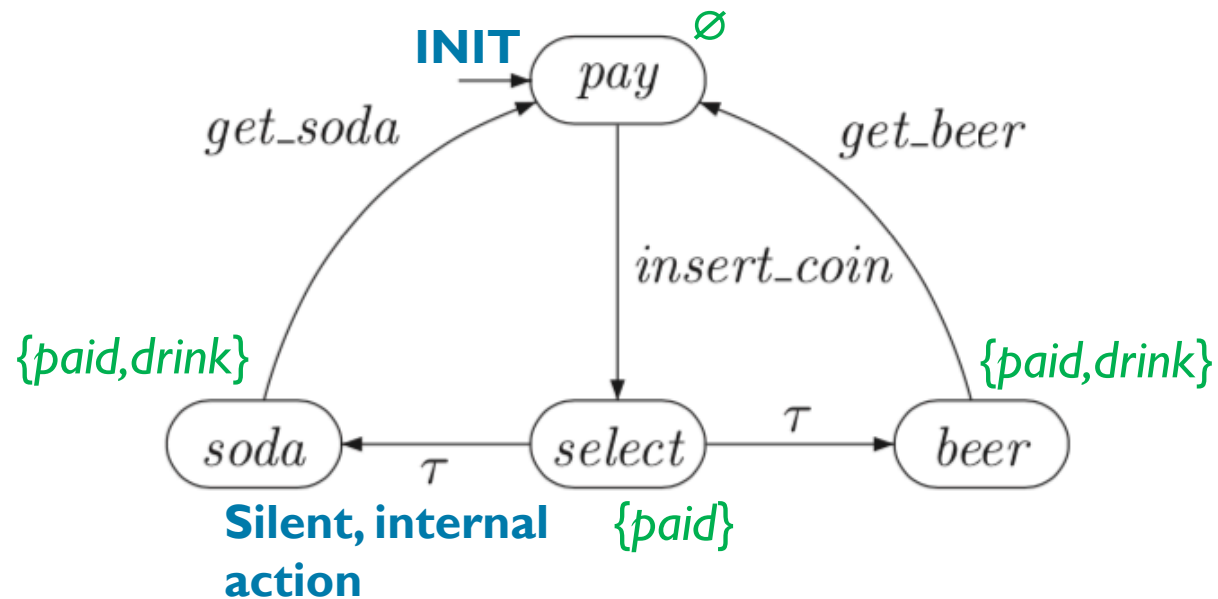 INIT
pay
∅
get_soda
get_beer
insert_coin
{paid,drink}
{paid,drink}
soda
τ
select
τ
beer
Silent, internal
action
{paid}